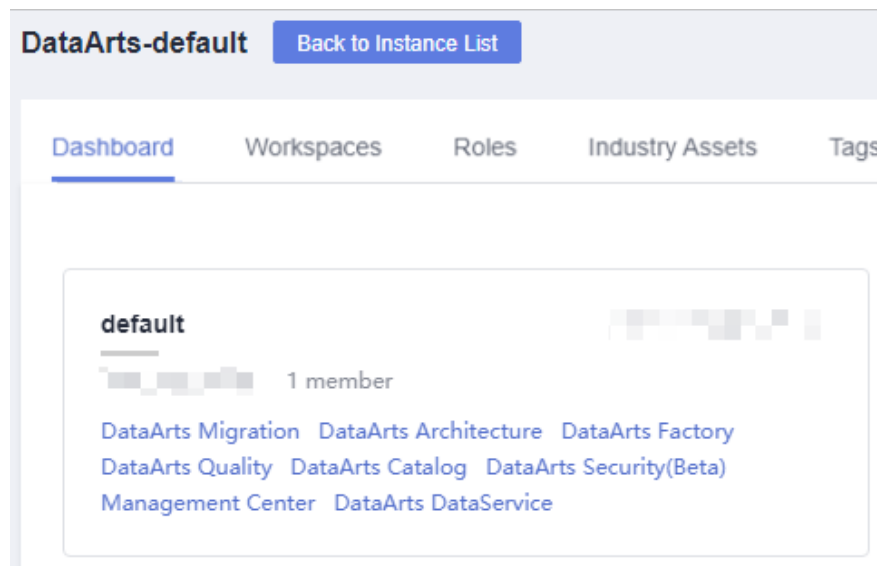 DataArts-default Back to Instance List
Dashboard Workspaces Roles Industry Assets Tags
default
1 member
DataArts Migration DataArts Architecture DataArts Factory
DataArts Quality DataArts Catalog DataArts Security(Beta)
Management Center DataArts DataService